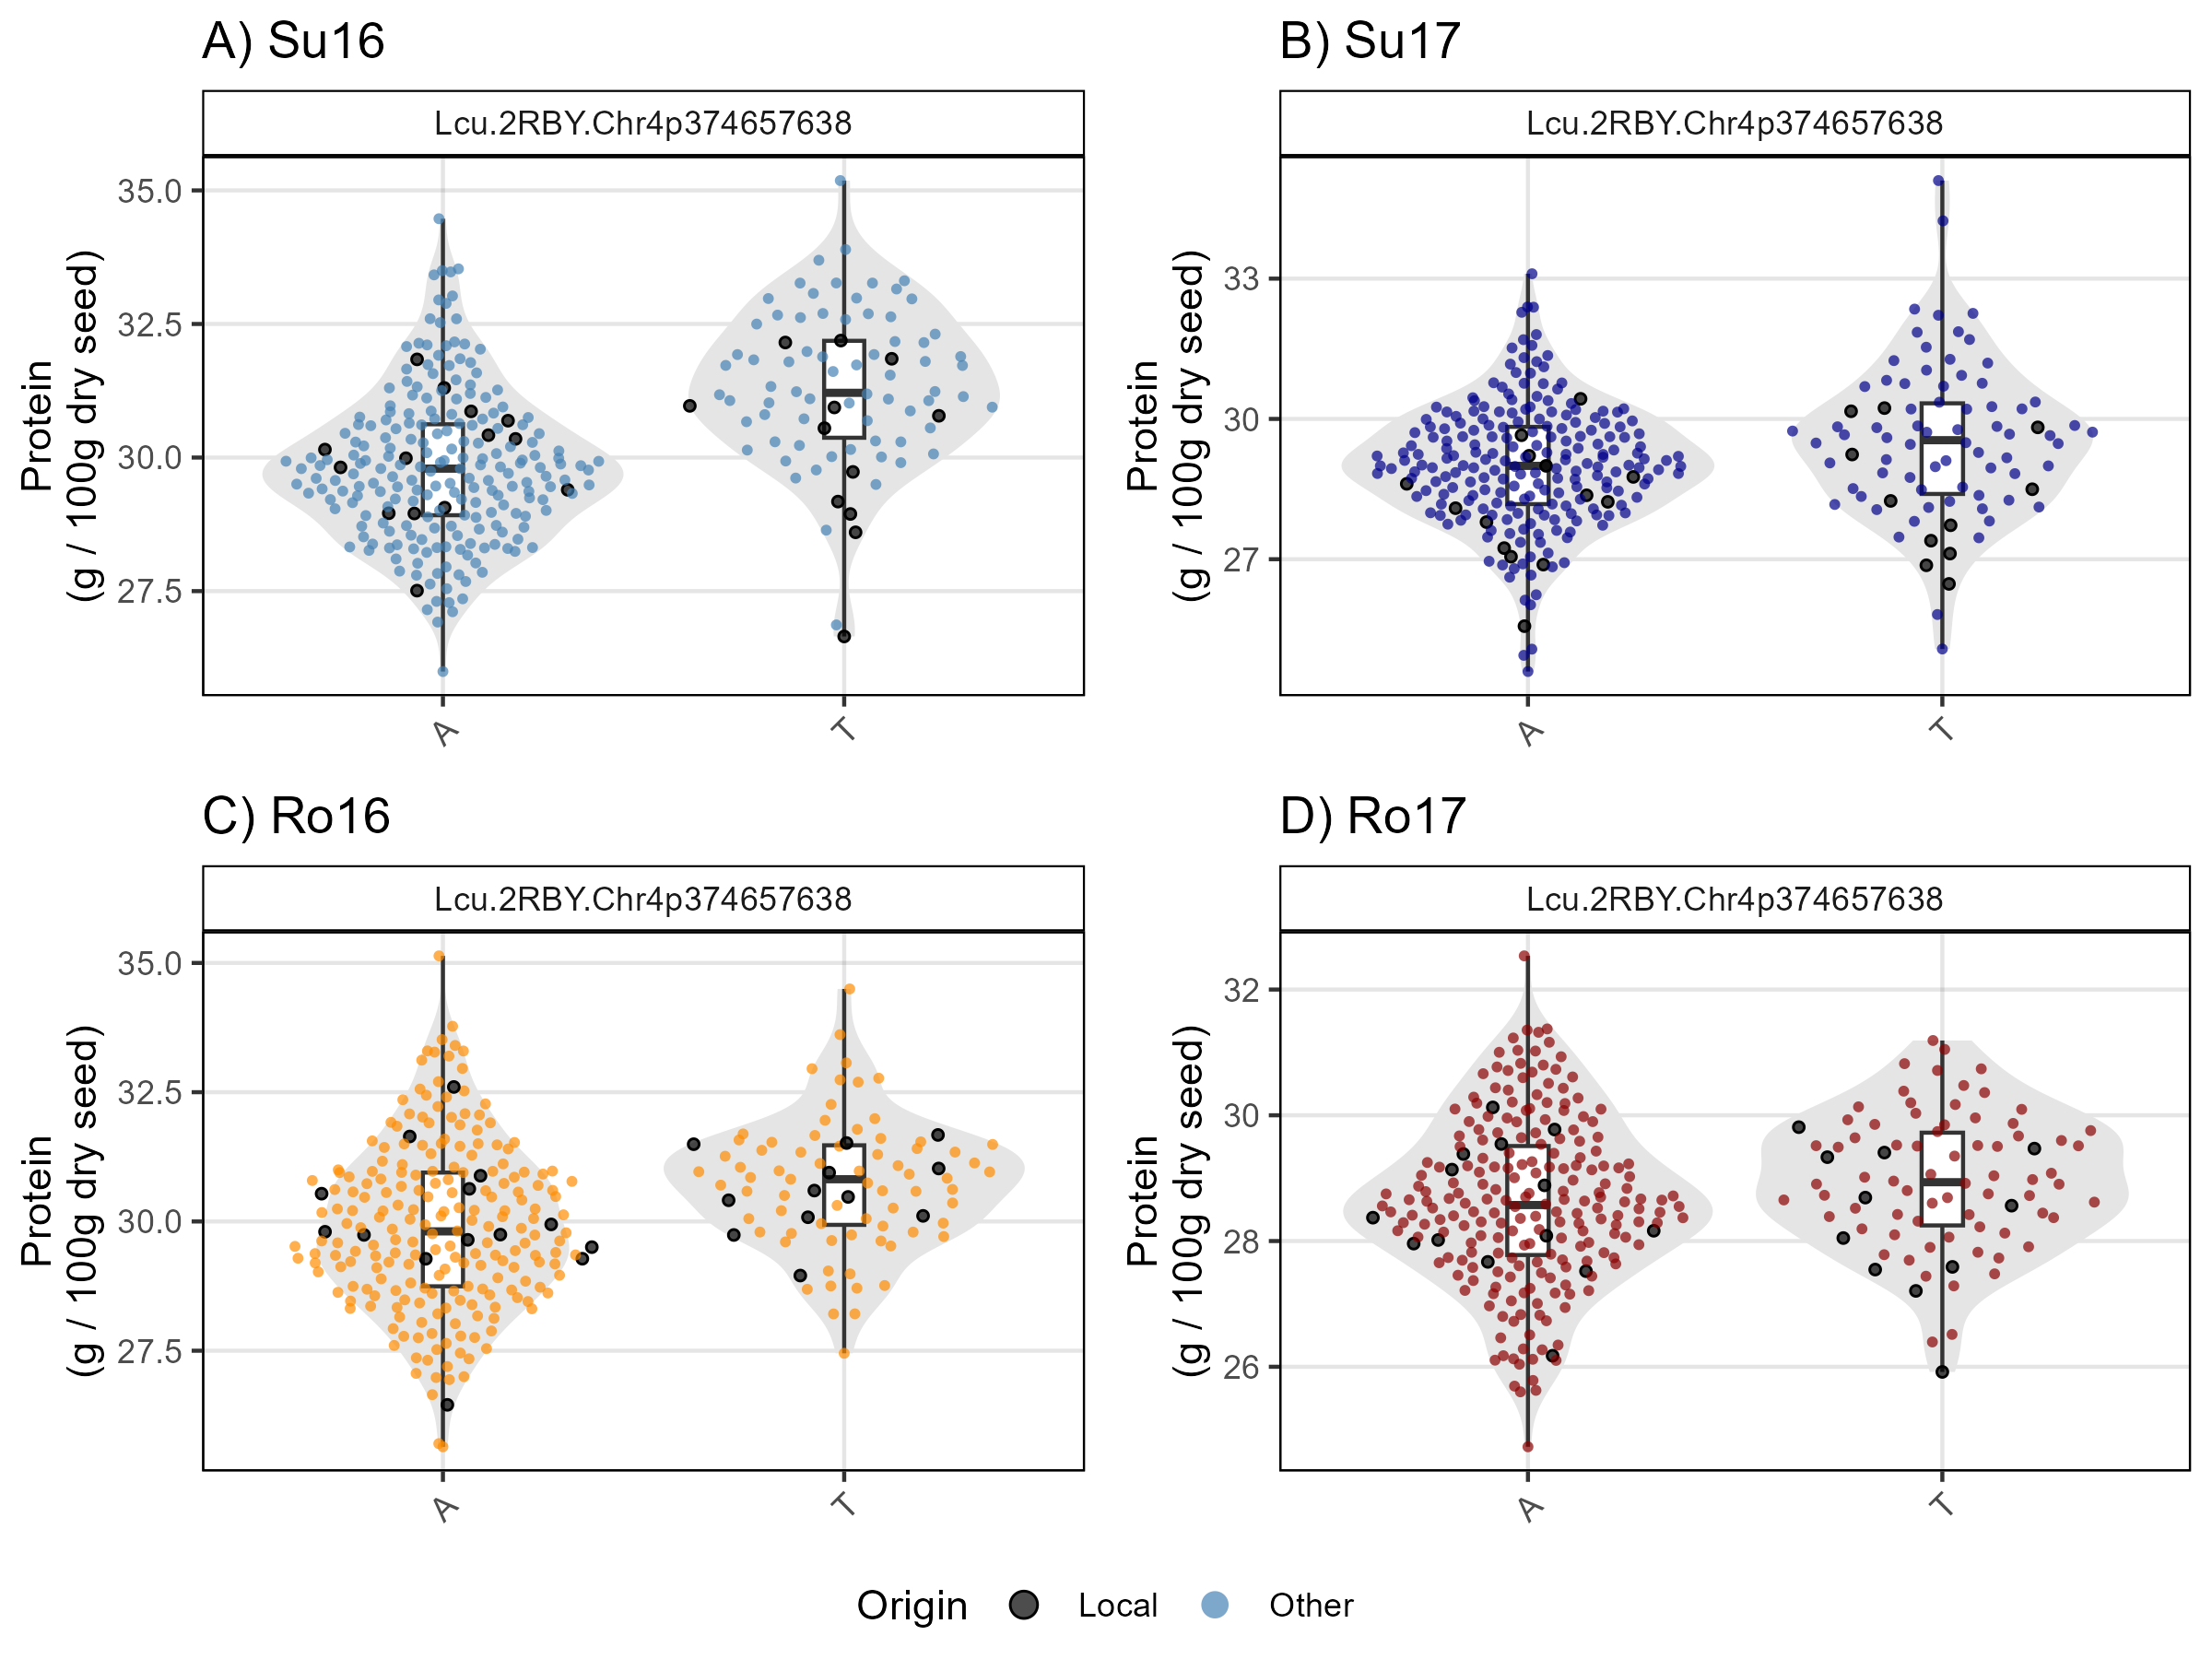 A) Su16
Lcu.2RBY.Chr4p374657638
Protein
(g / 100g dry seed)
35.0
32.5
30.0
27.5
A
T
B) Su17
Lcu.2RBY.Chr4p374657638
Protein
(g / 100g dry seed)
33
30
27
A
T
C) Ro16
Lcu.2RBY.Chr4p374657638
Protein
(g / 100g dry seed)
35.0
32.5
30.0
27.5
A
T
D) Ro17
Lcu.2RBY.Chr4p374657638
Protein
(g / 100g dry seed)
32
30
28
26
A
T
Origin Local Other